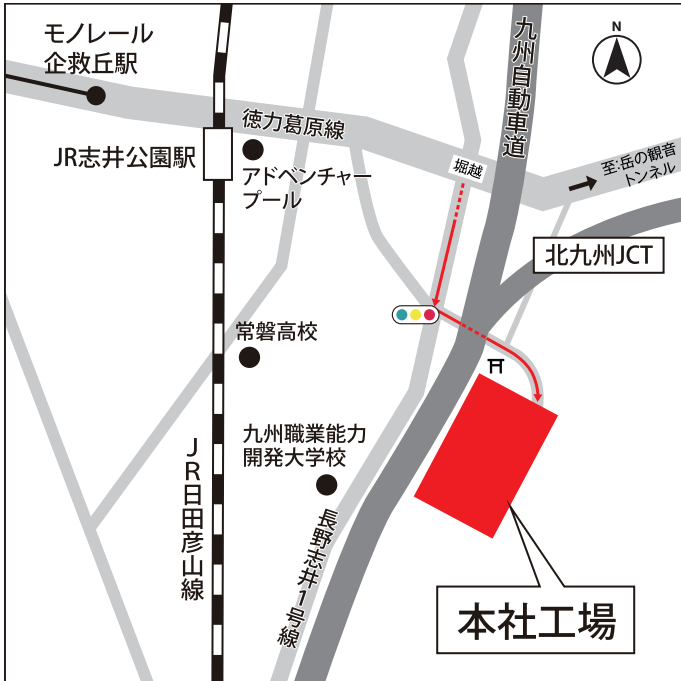 モノレール
企救丘駅
N
九州自動車道
徳力葛原線
JR志井公園駅
アドベンチャー
プール
堀越
至:岳の観音
トンネル
北九州JCT
常磐高校
九州職業能力
開発大学校
JR日田彦山線
長野志井1号線
本社工場